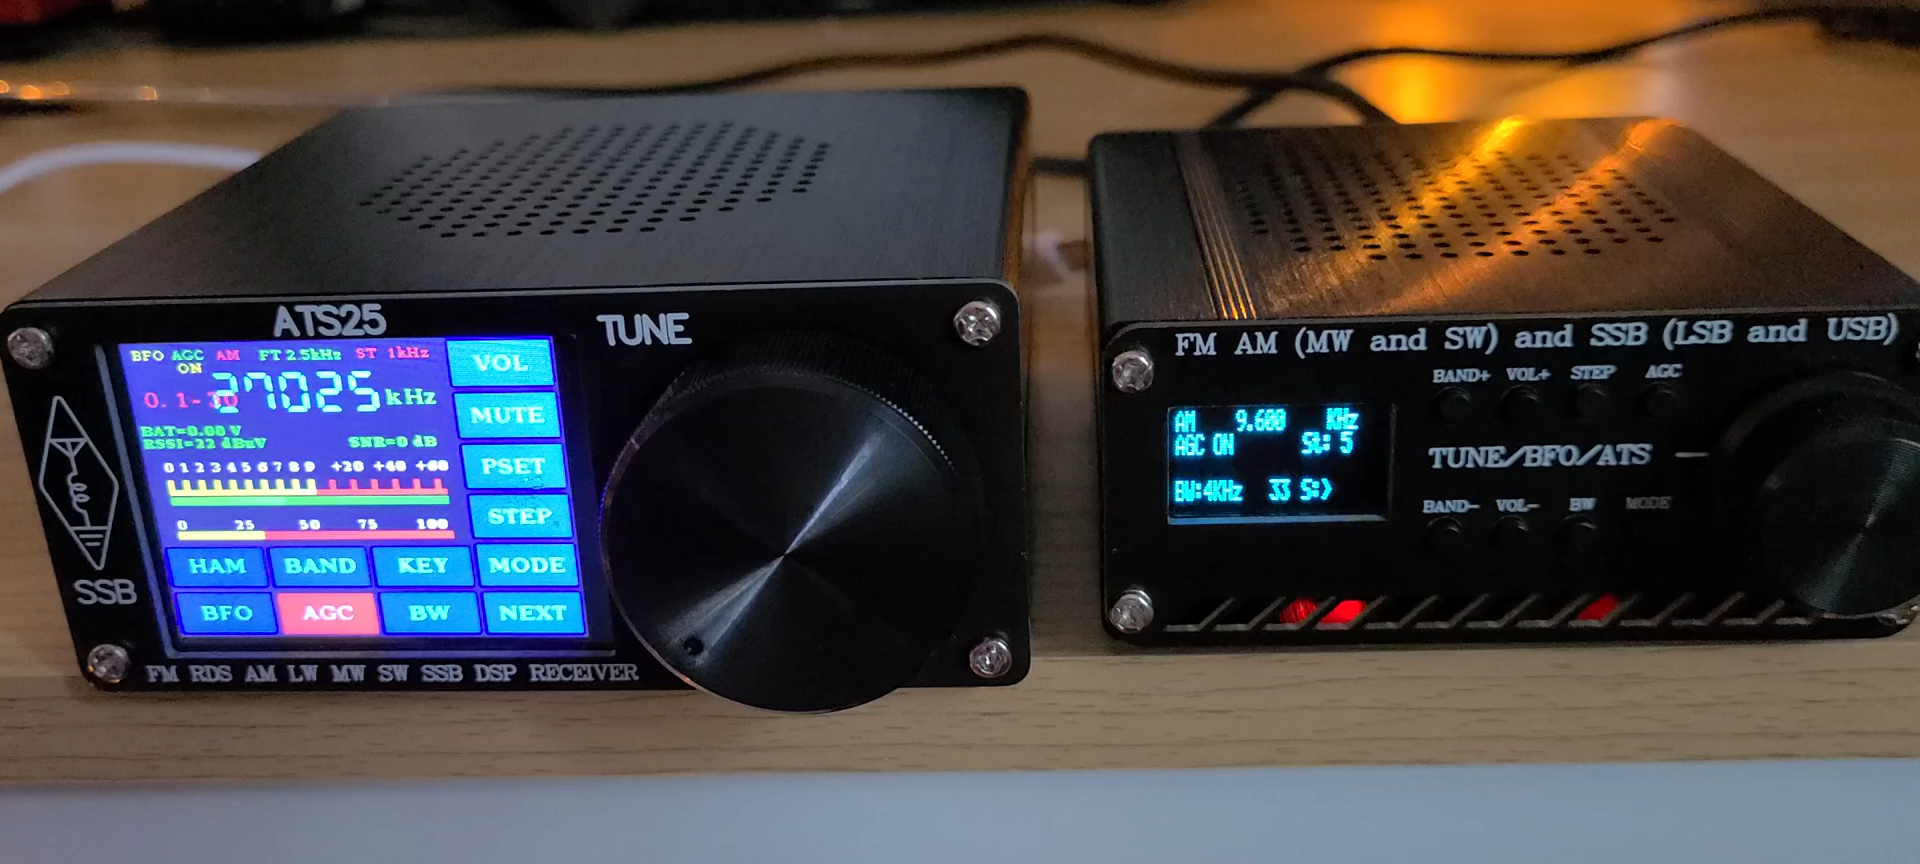 ATS25
TUNE
BFO AGC AM FT 2.5kHz ST 1kHz
ON
0.1-30 27025 kHz
BAT=0.00 V
RSSI=22 dBuV SNR=0 dB
0 1 2 3 4 5 6 7 8 9 +20 +40 +60
0 25 50 75 100
VOL
MUTE
PSET
STEP
HAM BAND KEY MODE
BFO AGC BW NEXT
SSB
FM RDS AM LW MW SW SSB DSP RECEIVER
FM AM (MW and SW) and SSB (LSB and USB)
BAND+ VOL+ STEP AGC
AM 9.600 KHz
AGC ON St: 5
BW:4KHz 33 S:>
TUNE/BFO/ATS
BAND- VOL- BW MODE